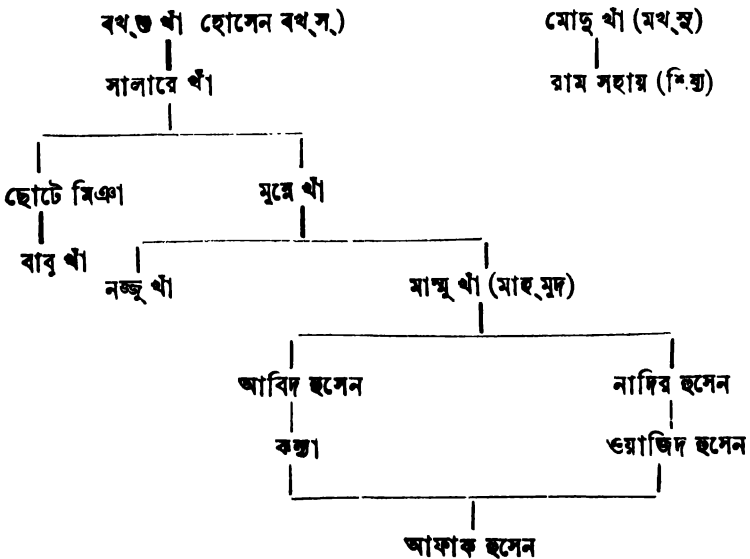 বখ্‌শু খাঁ হোসেন বখ্‌স্) মোদু খাঁ (মখ্‌সু)
সালারে খাঁ রাম সহায় (শিষ্য)
ছোটে মিঞা মুন্নে খাঁ
বাবু খাঁ নজ্জু খাঁ মাম্মু খাঁ (মাহ্‌মুদ)
আবিদ হুসেন নাদির হুসেন
কন্যা ওয়াজিদ হুসেন
আফাক হুসেন